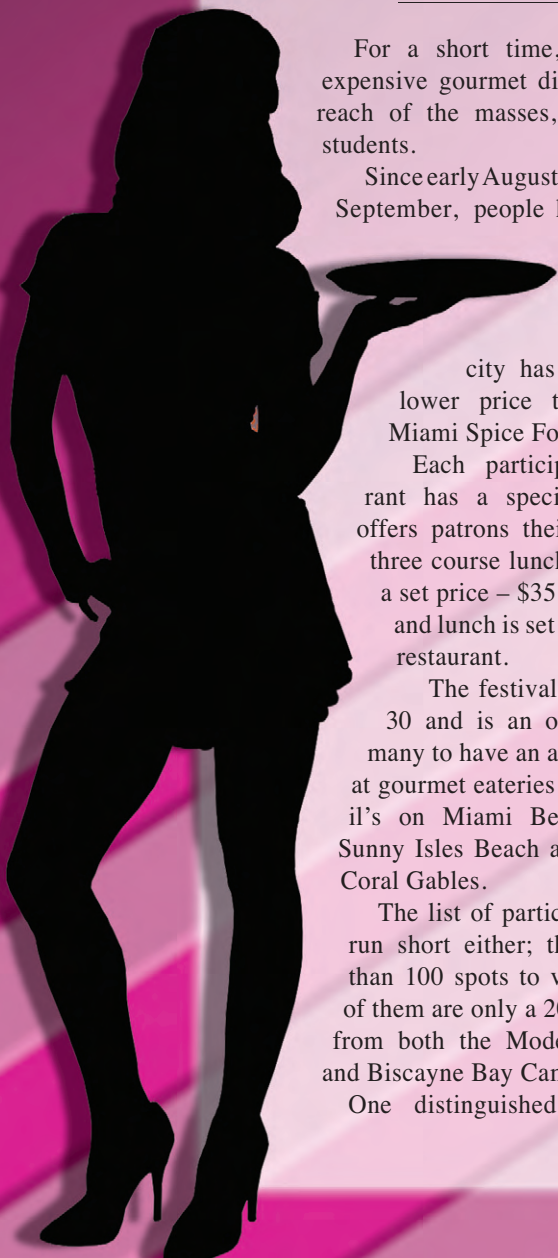 For a short time,
expensive gourmet di
reach of the masses,
students.
Since early August
September, people
city has
lower price t
Miami Spice Fo
Each particip
rant has a speci
offers patrons thei
three course lunch
a set price – $35
and lunch is set
restaurant.
The festival
30 and is an o
many to have an a
at gourmet eateries
il's on Miami Be
Sunny Isles Beach a
Coral Gables.
The list of partic
run short either; th
than 100 spots to v
of them are only a 20
from both the Mode
and Biscayne Bay Cam
One distinguished